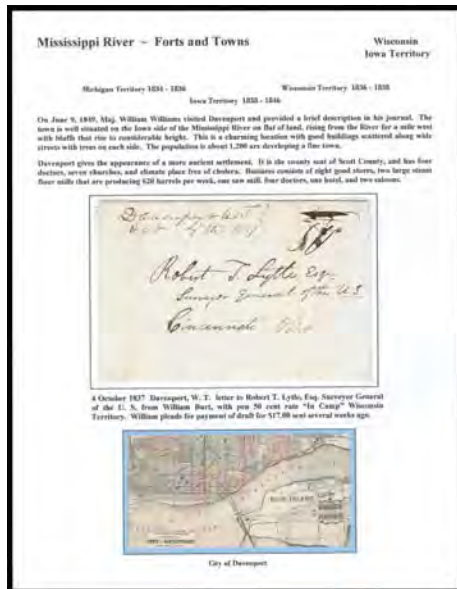 Mississippi River ~ Forts and Towns
Wisconsin
Iowa Territory
Michigan Territory 1834 - 1836
Wisconsin Territory 1836 - 1838
Iowa Territory 1838 - 1846
On June 9, 1849, Maj. William Williams visited Davenport and provided a brief description in his journal. The
town is well situated on the Iowa side of the Mississippi River on flat of land, rising from the River for a mile west
with bluffs that rise to considerable height. This is a charming location with good buildings scattered along wide
streets with trees on each side. The population is about 1,200 are developing a fine town.
Davenport gives the appearance of a more ancient settlement. It is the county seat of Scott County, and has four
doctors, seven churches, and climate place free of cholera. Business consists of eight good stores, two large steam
flour mills that are producing 620 barrels per week, one saw mill, four doctors, one hotel, and two saloons.
Davenport
Robert T. Lytle Esqr
Surveyor General of the U.S
Cincinnati
4 October 1837 Davenport, W. T. letter to Robert T. Lytle, Esq. Surveyor General
of the U. S. from William Burt, with pen 50 cent rate "In Camp" Wisconsin
Territory. William pleads for payment of draft for $17.00 sent several weeks ago.
ROCK ISLAND
City of Davenport